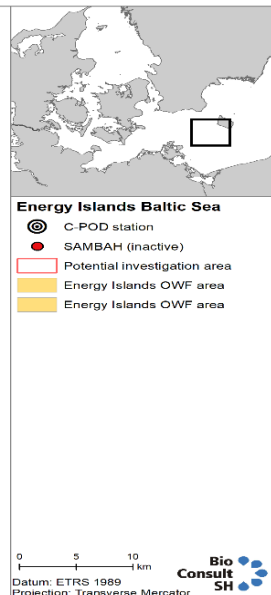 Energy Islands Baltic Sea
C-POD station
SAMBAH (inactive)
Potential investigation area
Energy Islands OWF area
Energy Islands OWF area
0 5 10
km
Bio
Consult
SH
Datum: ETRS 1989
Projection: Transverse Mercator